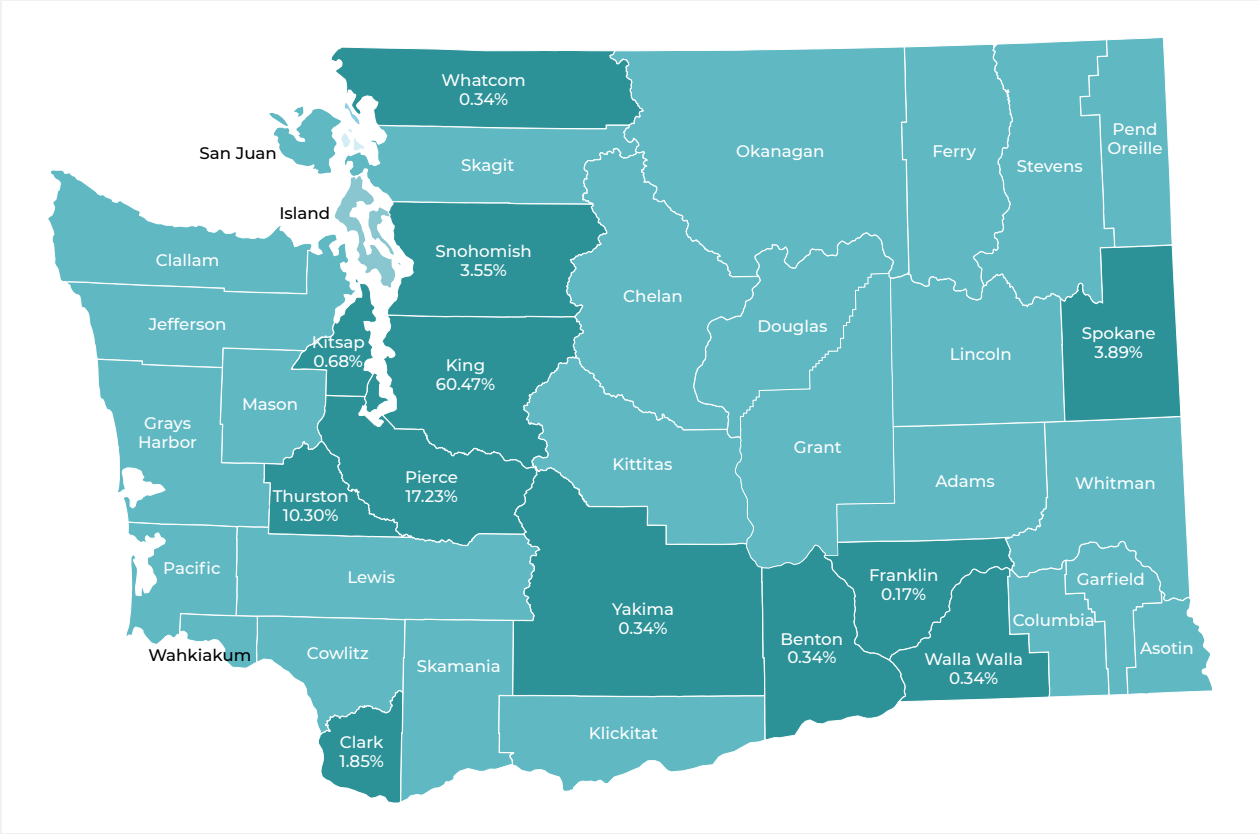 Whatcom
0.34%
San Juan
Skagit
Okanagan
Ferry
Stevens
Pend
Oreille
Island
Clallam
Snohomish
3.55%
Chelan
Jefferson
Kitsap
0.68%
King
60.47%
Douglas
Lincoln
Spokane
3.89%
Mason
Grays
Harbor
Kittitas
Grant
Adams
Whitman
Thurston
10.30%
Pierce
17.23%
Pacific
Lewis
Yakima
0.34%
Franklin
0.17%
Garfield
Columbia
Asotin
Wahkiakum
Cowlitz
Skamania
Benton
0.34%
Walla Walla
0.34%
Klickitat
Clark
1.85%